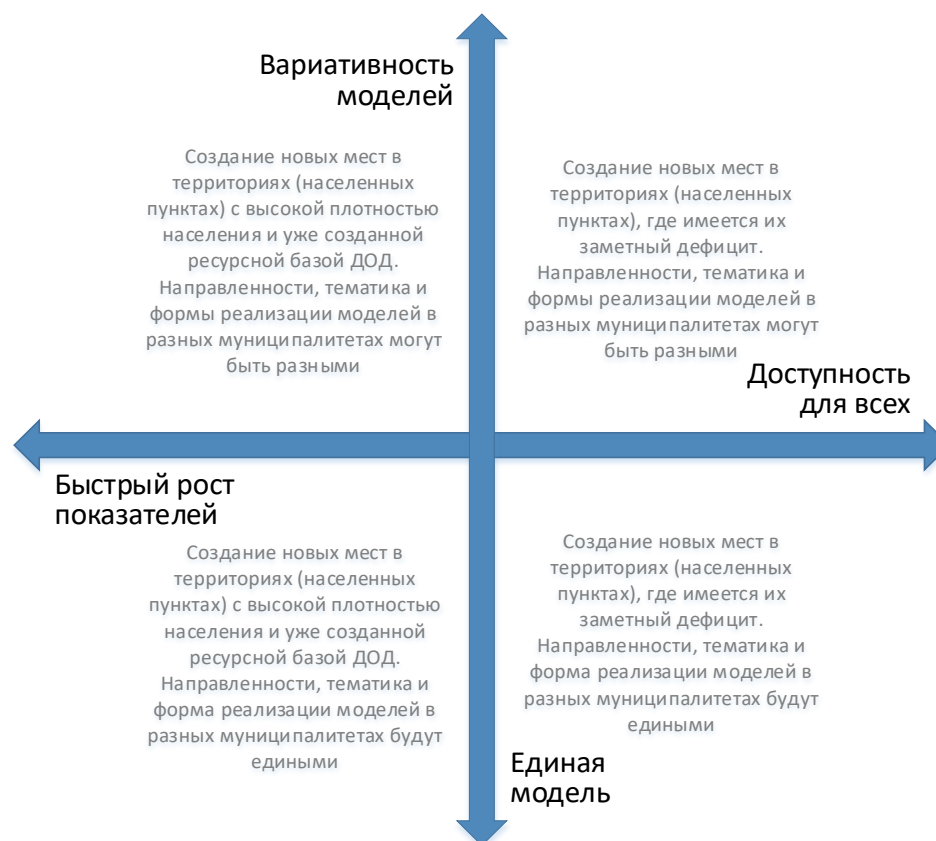 Вариативность
моделей
Создание новых мест в
территориях (населенных
пунктах) с высокой плотностью
населения и уже созданной
ресурсной базой ДОД.
Направленности, тематика и
формы реализации моделей в
разных муниципалитетах могут
быть разными
Создание новых мест в
территориях (населенных
пунктах), где имеется их
заметный дефицит.
Направленности, тематика и
формы реализации моделей в
разных муниципалитетах могут
быть разными
Доступность
для всех
Быстрый рост
показателей
Создание новых мест в
территориях (населенных
пунктах) с высокой плотностью
населения и уже созданной
ресурсной базой ДОД.
Направленности, тематика и
форма реализации моделей в
разных муниципалитетах будут
едиными
Создание новых мест в
территориях (населенных
пунктах), где имеется их
заметный дефицит.
Направленности, тематика и
форма реализации моделей в
разных муниципалитетах будут
едиными
Единая
модель